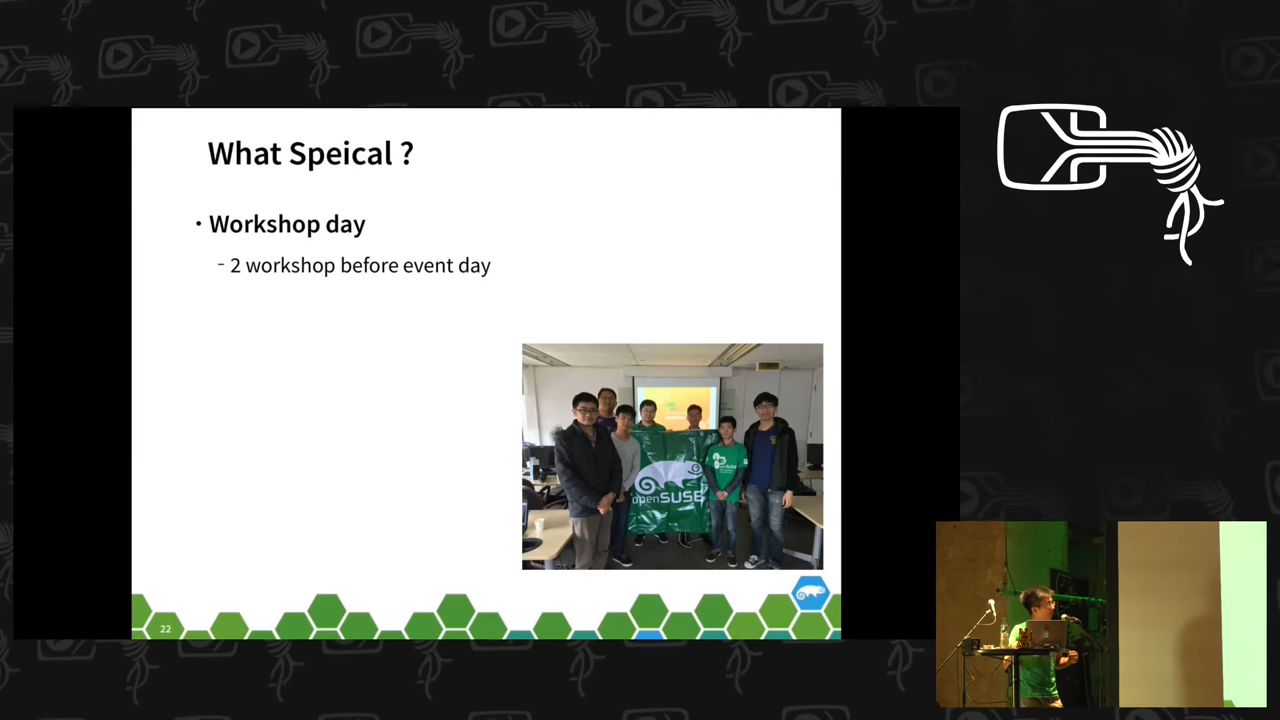 What Speical ?
• Workshop day
- 2 workshop before event day
openSUSE
22